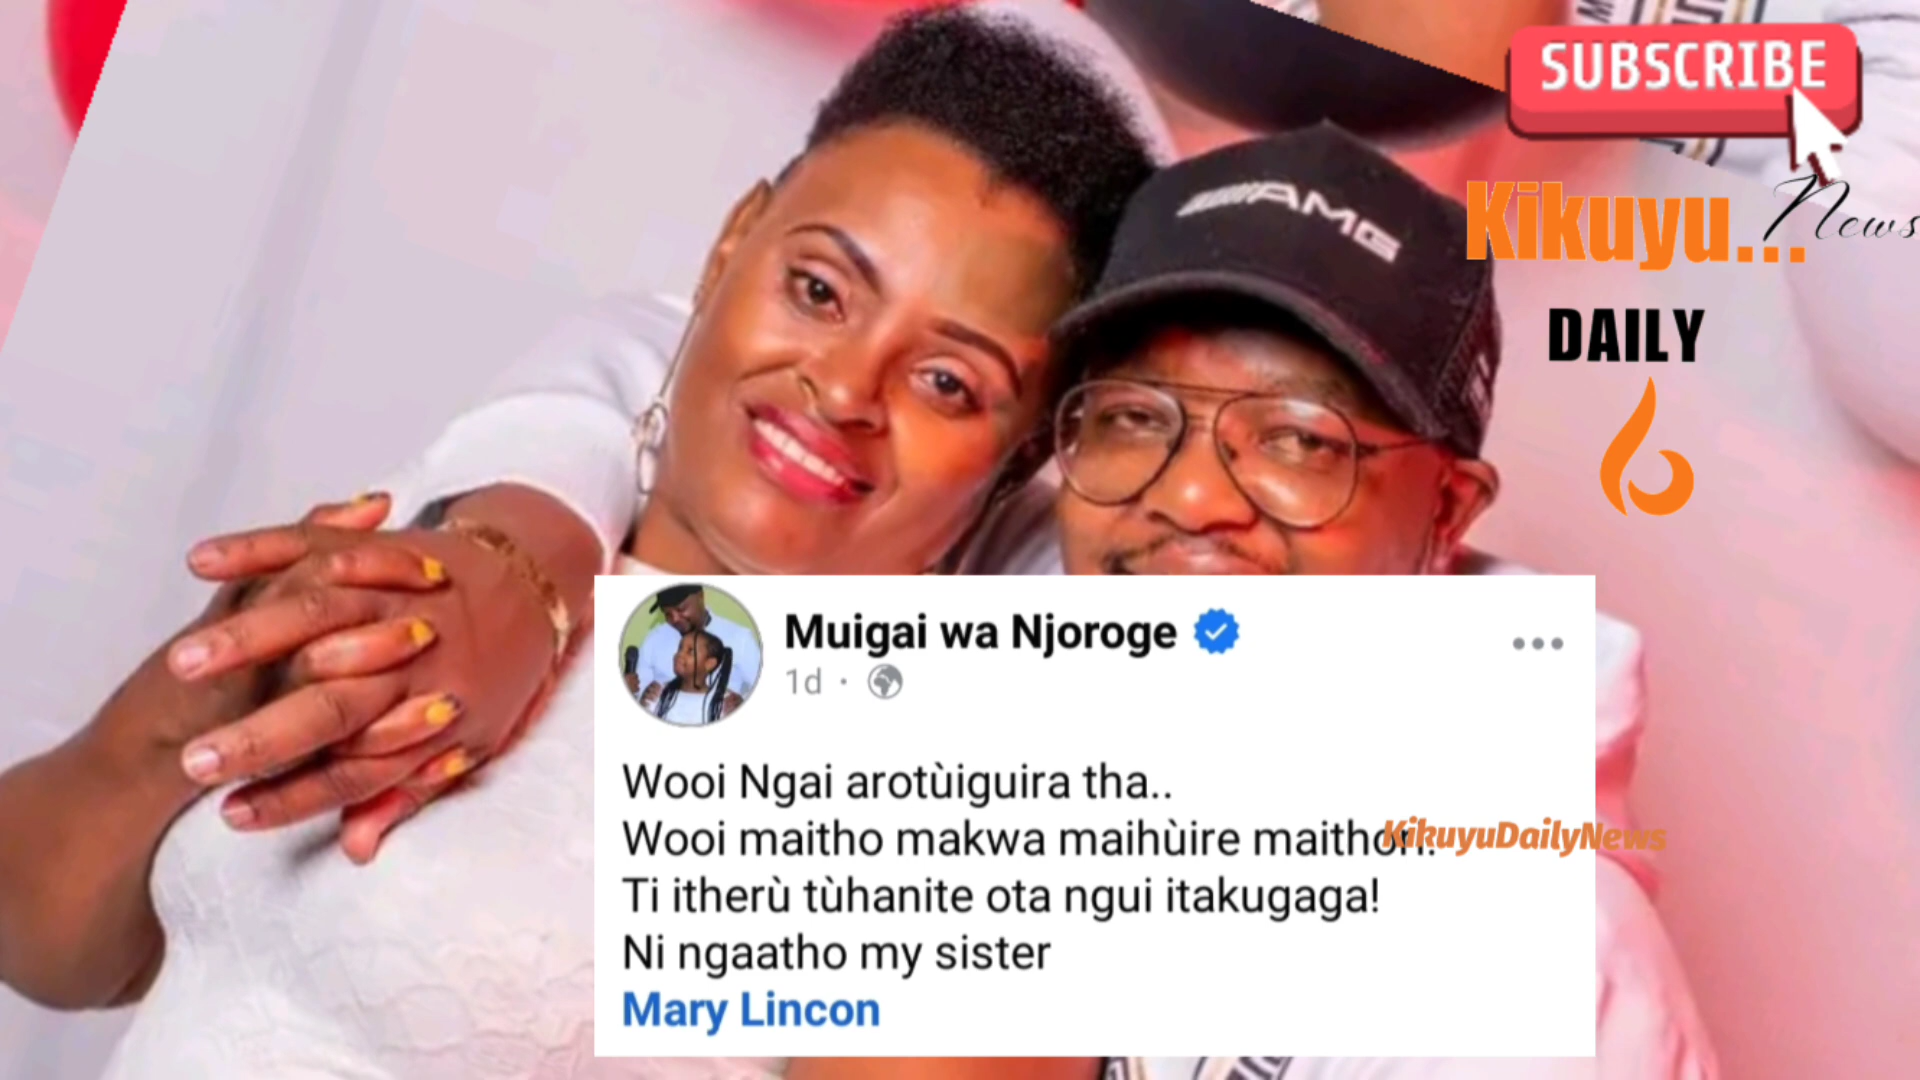 SUBSCRIBE
AMG
Kikuyu... News
DAILY
Muigai wa Njoroge
1d ·
Wooi Ngai arotùiguira tha..
Wooi maitho makwa maihùire maithori.
KikuyuDailyNews
Ti itherù tùhanite ota ngui itakugaga!
Ni ngaatho my sister
Mary Lincon